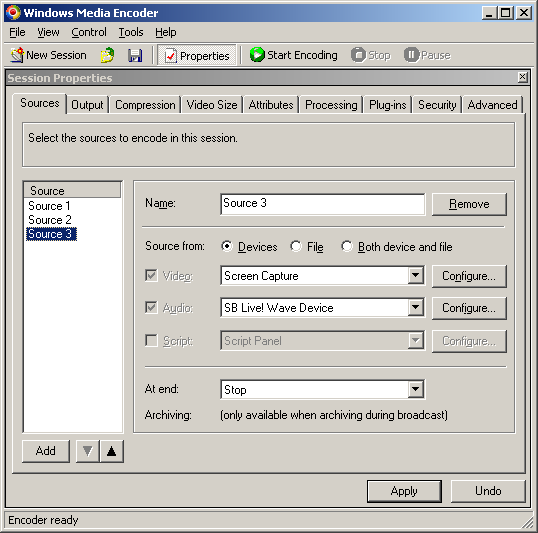 Windows Media Encoder
File View Control Tools Help
New Session Properties Start Encoding Stop Pause
Session Properties
Sources Output Compression Video Size Attributes Processing Plug-ins Security Advanced
Select the sources to encode in this session.
Source
Source 1
Source 2
Source 3
Name: Source 3 Remove
Source from: Devices File Both device and file
Video: Screen Capture Configure...
Audio: SB Live! Wave Device Configure...
Script: Script Panel Configure...
At end: Stop
Archiving: (only available when archiving during broadcast)
Add
Apply Undo
Encoder ready